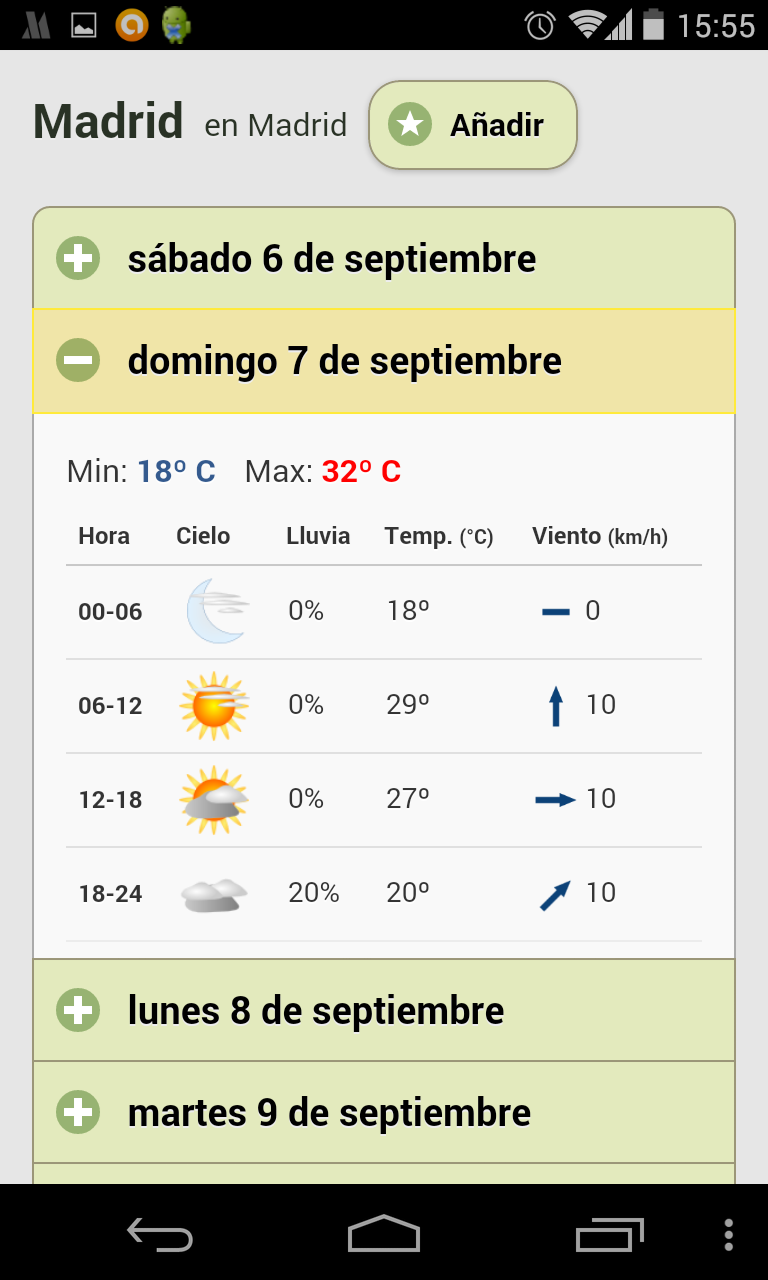 15:55
Madrid en Madrid Añadir
sábado 6 de septiembre
domingo 7 de septiembre
Min: 18º C Max: 32º C
Hora Cielo Lluvia Temp. (°C) Viento (km/h)
00-06 0% 18º 0
06-12 0% 29º 10
12-18 0% 27º 10
18-24 20% 20º 10
lunes 8 de septiembre
martes 9 de septiembre